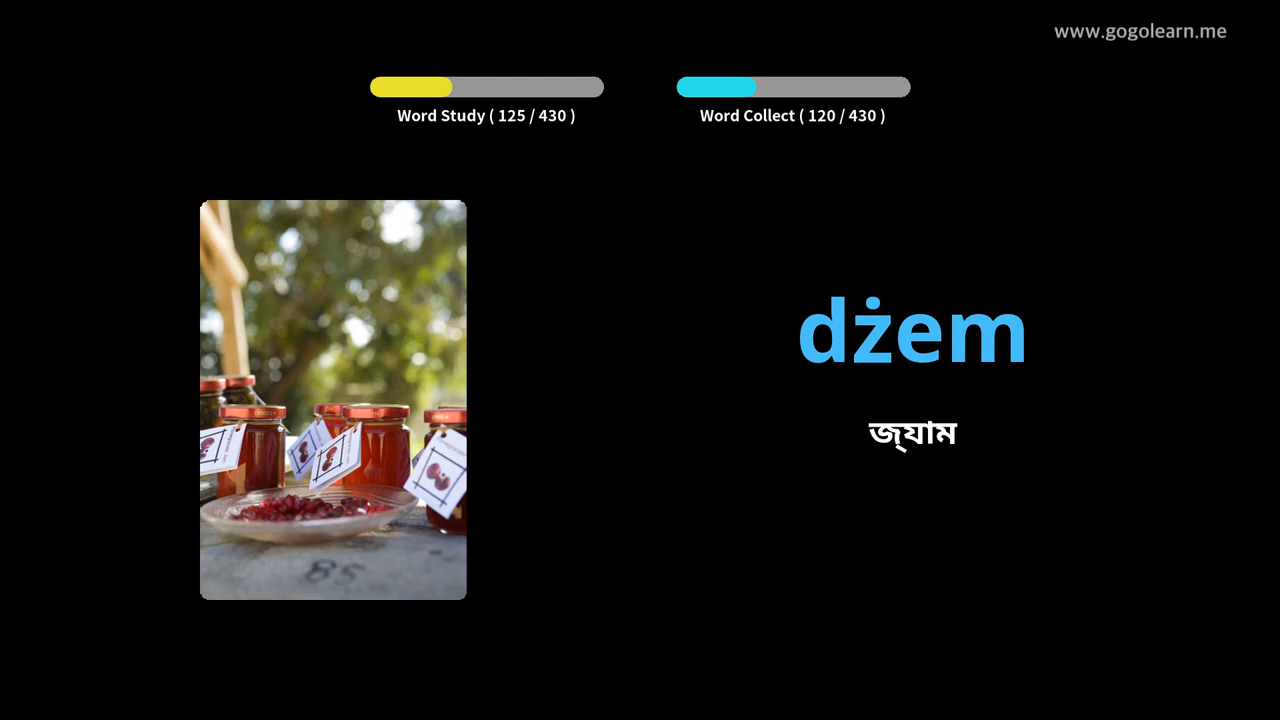 www.gogolearn.me
Word Study ( 125 / 430 )
Word Collect ( 120 / 430 )
dżem
জ্যাম
85